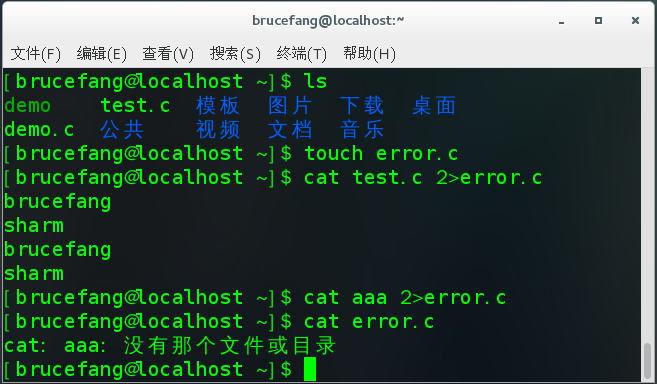 brucefang@localhost:~
文件(F) 编辑(E) 查看(V) 搜索(S) 终端(T) 帮助(H)
[brucefang@localhost ~]$ ls
demo test.c 模板 图片 下载 桌面
demo.c 公共 视频 文档 音乐
[brucefang@localhost ~]$ touch error.c
[brucefang@localhost ~]$ cat test.c 2>error.c
brucefang
sharm
brucefang
sharm
[brucefang@localhost ~]$ cat aaa 2>error.c
[brucefang@localhost ~]$ cat error.c
cat: aaa: 没有那个文件或目录
[brucefang@localhost ~]$